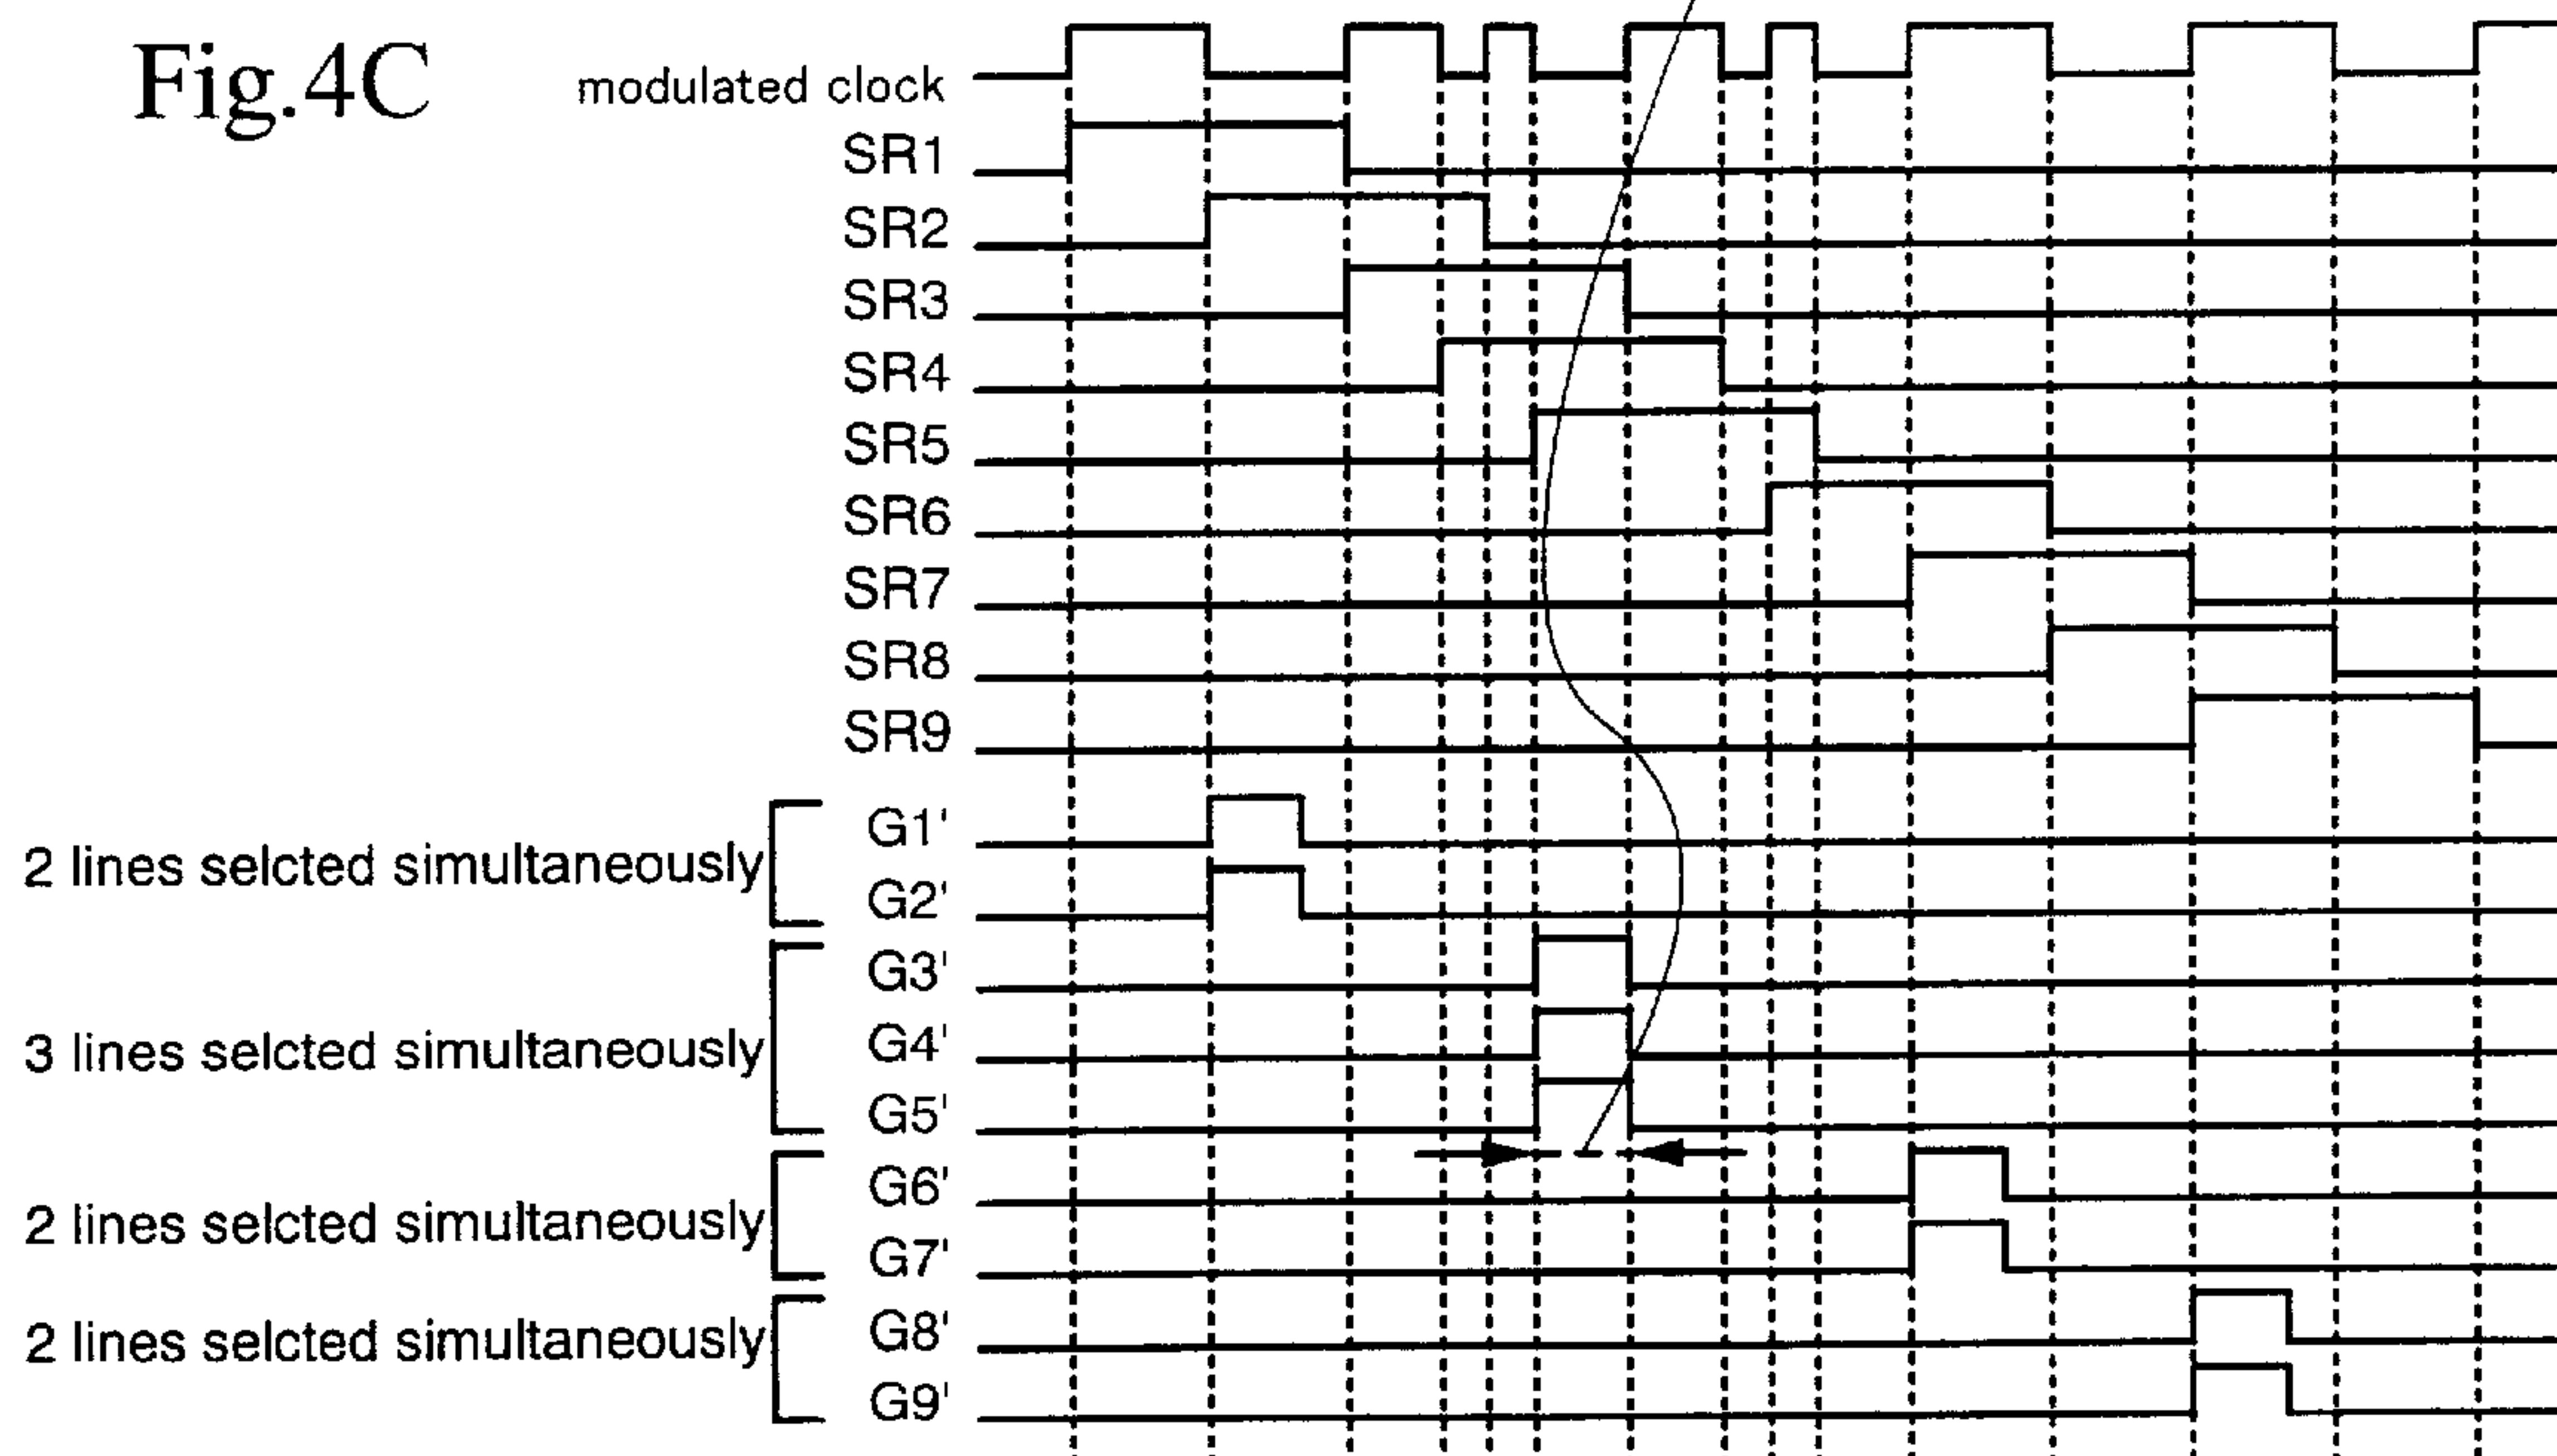 Fig.4C
modulated clock
SR1
SR2
SR3
SR4
SR5
SR6
SR7
SR8
SR9
G1'
2 lines selcted simultaneously
G2'
G3'
3 lines selcted simultaneously
G4'
G5'
G6'
2 lines selcted simultaneously
G7'
G8'
2 lines selcted simultaneously
G9'